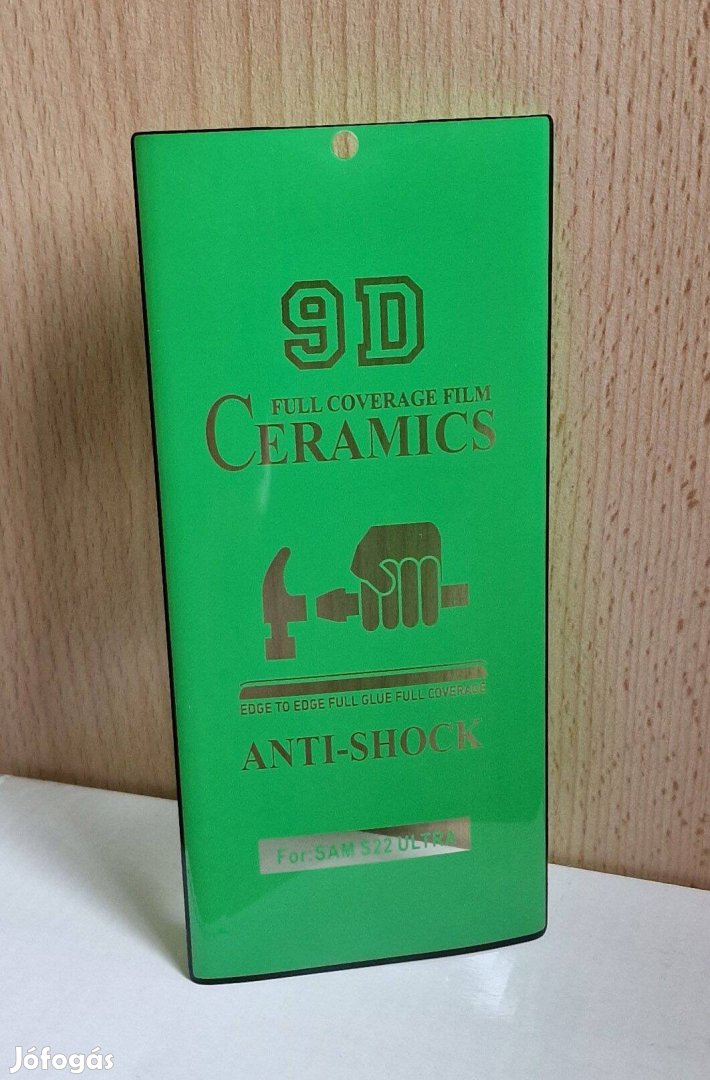 9D
FULL COVERAGE FILM
CERAMICS
EDGE TO EDGE FULL GLUE FULL COVERAGE
ANTI-SHOCK
For:SAM S22 ULTRA
Jófogás